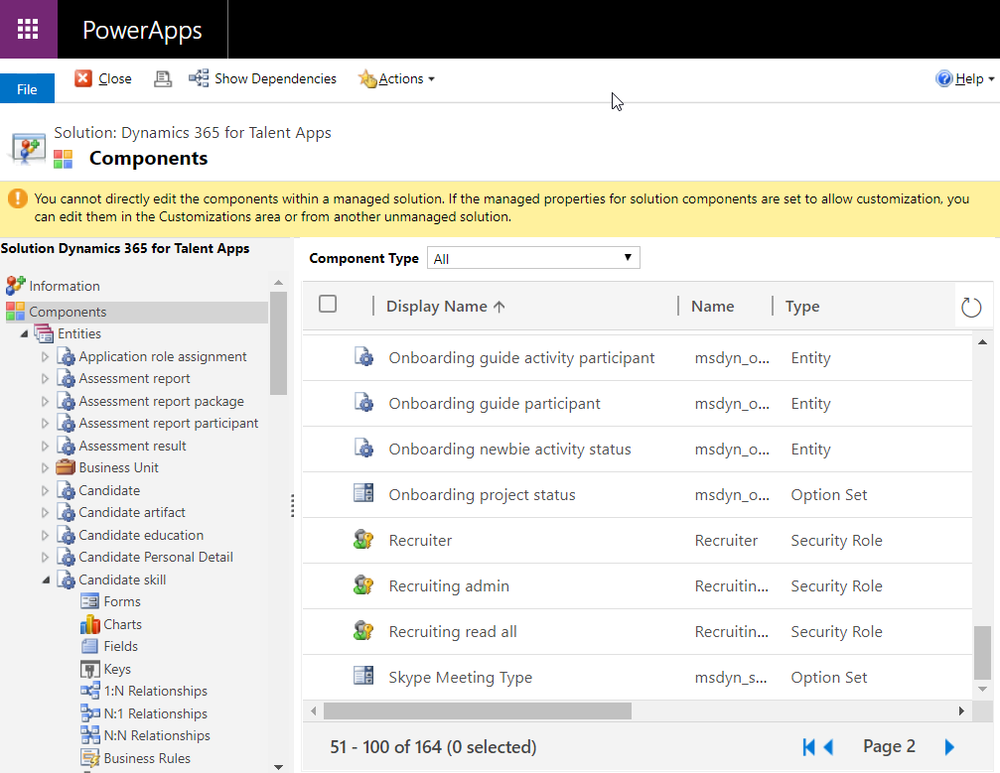 PowerApps
File
Close
Show Dependencies
Actions
Help
Solution: Dynamics 365 for Talent Apps
Components
You cannot directly edit the components within a managed solution. If the managed properties for solution components are set to allow customization, you
can edit them in the Customizations area or from another unmanaged solution.
Solution Dynamics 365 for Talent Apps
Information
Components
Entities
Application role assignment
Assessment report
Assessment report package
Assessment report participant
Assessment result
Business Unit
Candidate
Candidate artifact
Candidate education
Candidate Personal Detail
Candidate skill
Forms
Charts
Fields
Keys
1:N Relationships
N:1 Relationships
N:N Relationships
Business Rules
Component Type All
Display Name Name Type
Onboarding guide activity participant msdyn_o... Entity
Onboarding guide participant msdyn_o... Entity
Onboarding newbie activity status msdyn_o... Entity
Onboarding project status msdyn_o... Option Set
Recruiter Recruiter Security Role
Recruiting admin Recruitin... Security Role
Recruiting read all Recruitin... Security Role
Skype Meeting Type msdyn_s... Option Set
51 - 100 of 164 (0 selected) Page 2